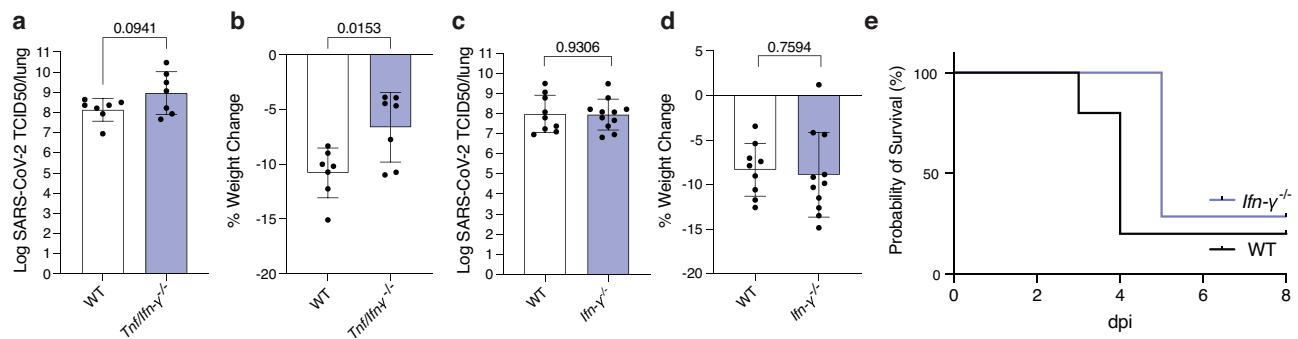 a
0.0941
Log SARS-CoV-2 TCID50/lung
11
10
9
8
7
6
5
4
3
2
1
0
WT
Tnf/Ifn-γ-/-
b
0.0153
% Weight Change
0
-5
-10
-15
-20
WT
Tnf/Ifn-γ-/-
c
0.9306
Log SARS-CoV-2 TCID50/lung
11
10
9
8
7
6
5
4
3
2
1
0
WT
Ifn-γ-/-
d
0.7594
% Weight Change
5
0
-5
-10
-15
-20
WT
Ifn-γ-/-
e
Probability of Survival (%)
100
50
0
0 2 4 6 8
dpi
Ifn-γ-/-
WT